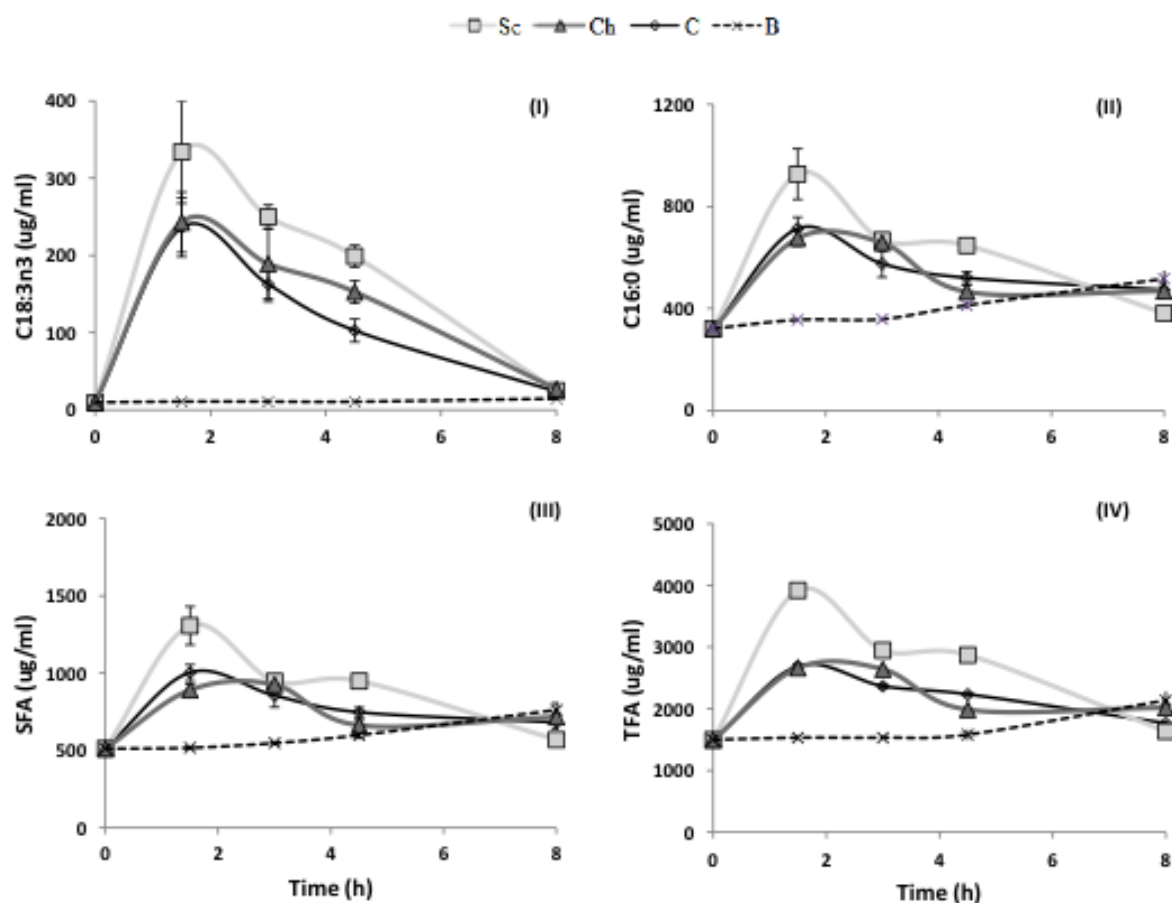 Sc Ch C B
(I)
C18:3n3 (ug/ml)
400
300
200
100
0
0 2 4 6 8
(II)
C16:0 (ug/ml)
1200
800
400
0
0 2 4 6 8
(III)
SFA (ug/ml)
2000
1500
1000
500
0
0 2 4 6 8
Time (h)
(IV)
TFA (ug/ml)
5000
4000
3000
2000
1000
0
0 2 4 6 8
Time (h)